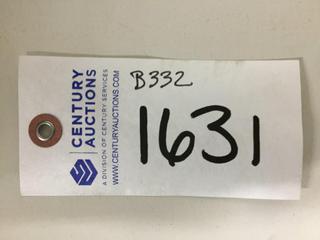 CENTURY
AUCTIONS
A DIVISION OF CENTURY SERVICES
WWW.CENTURYAUCTIONS.COM
B332
1631